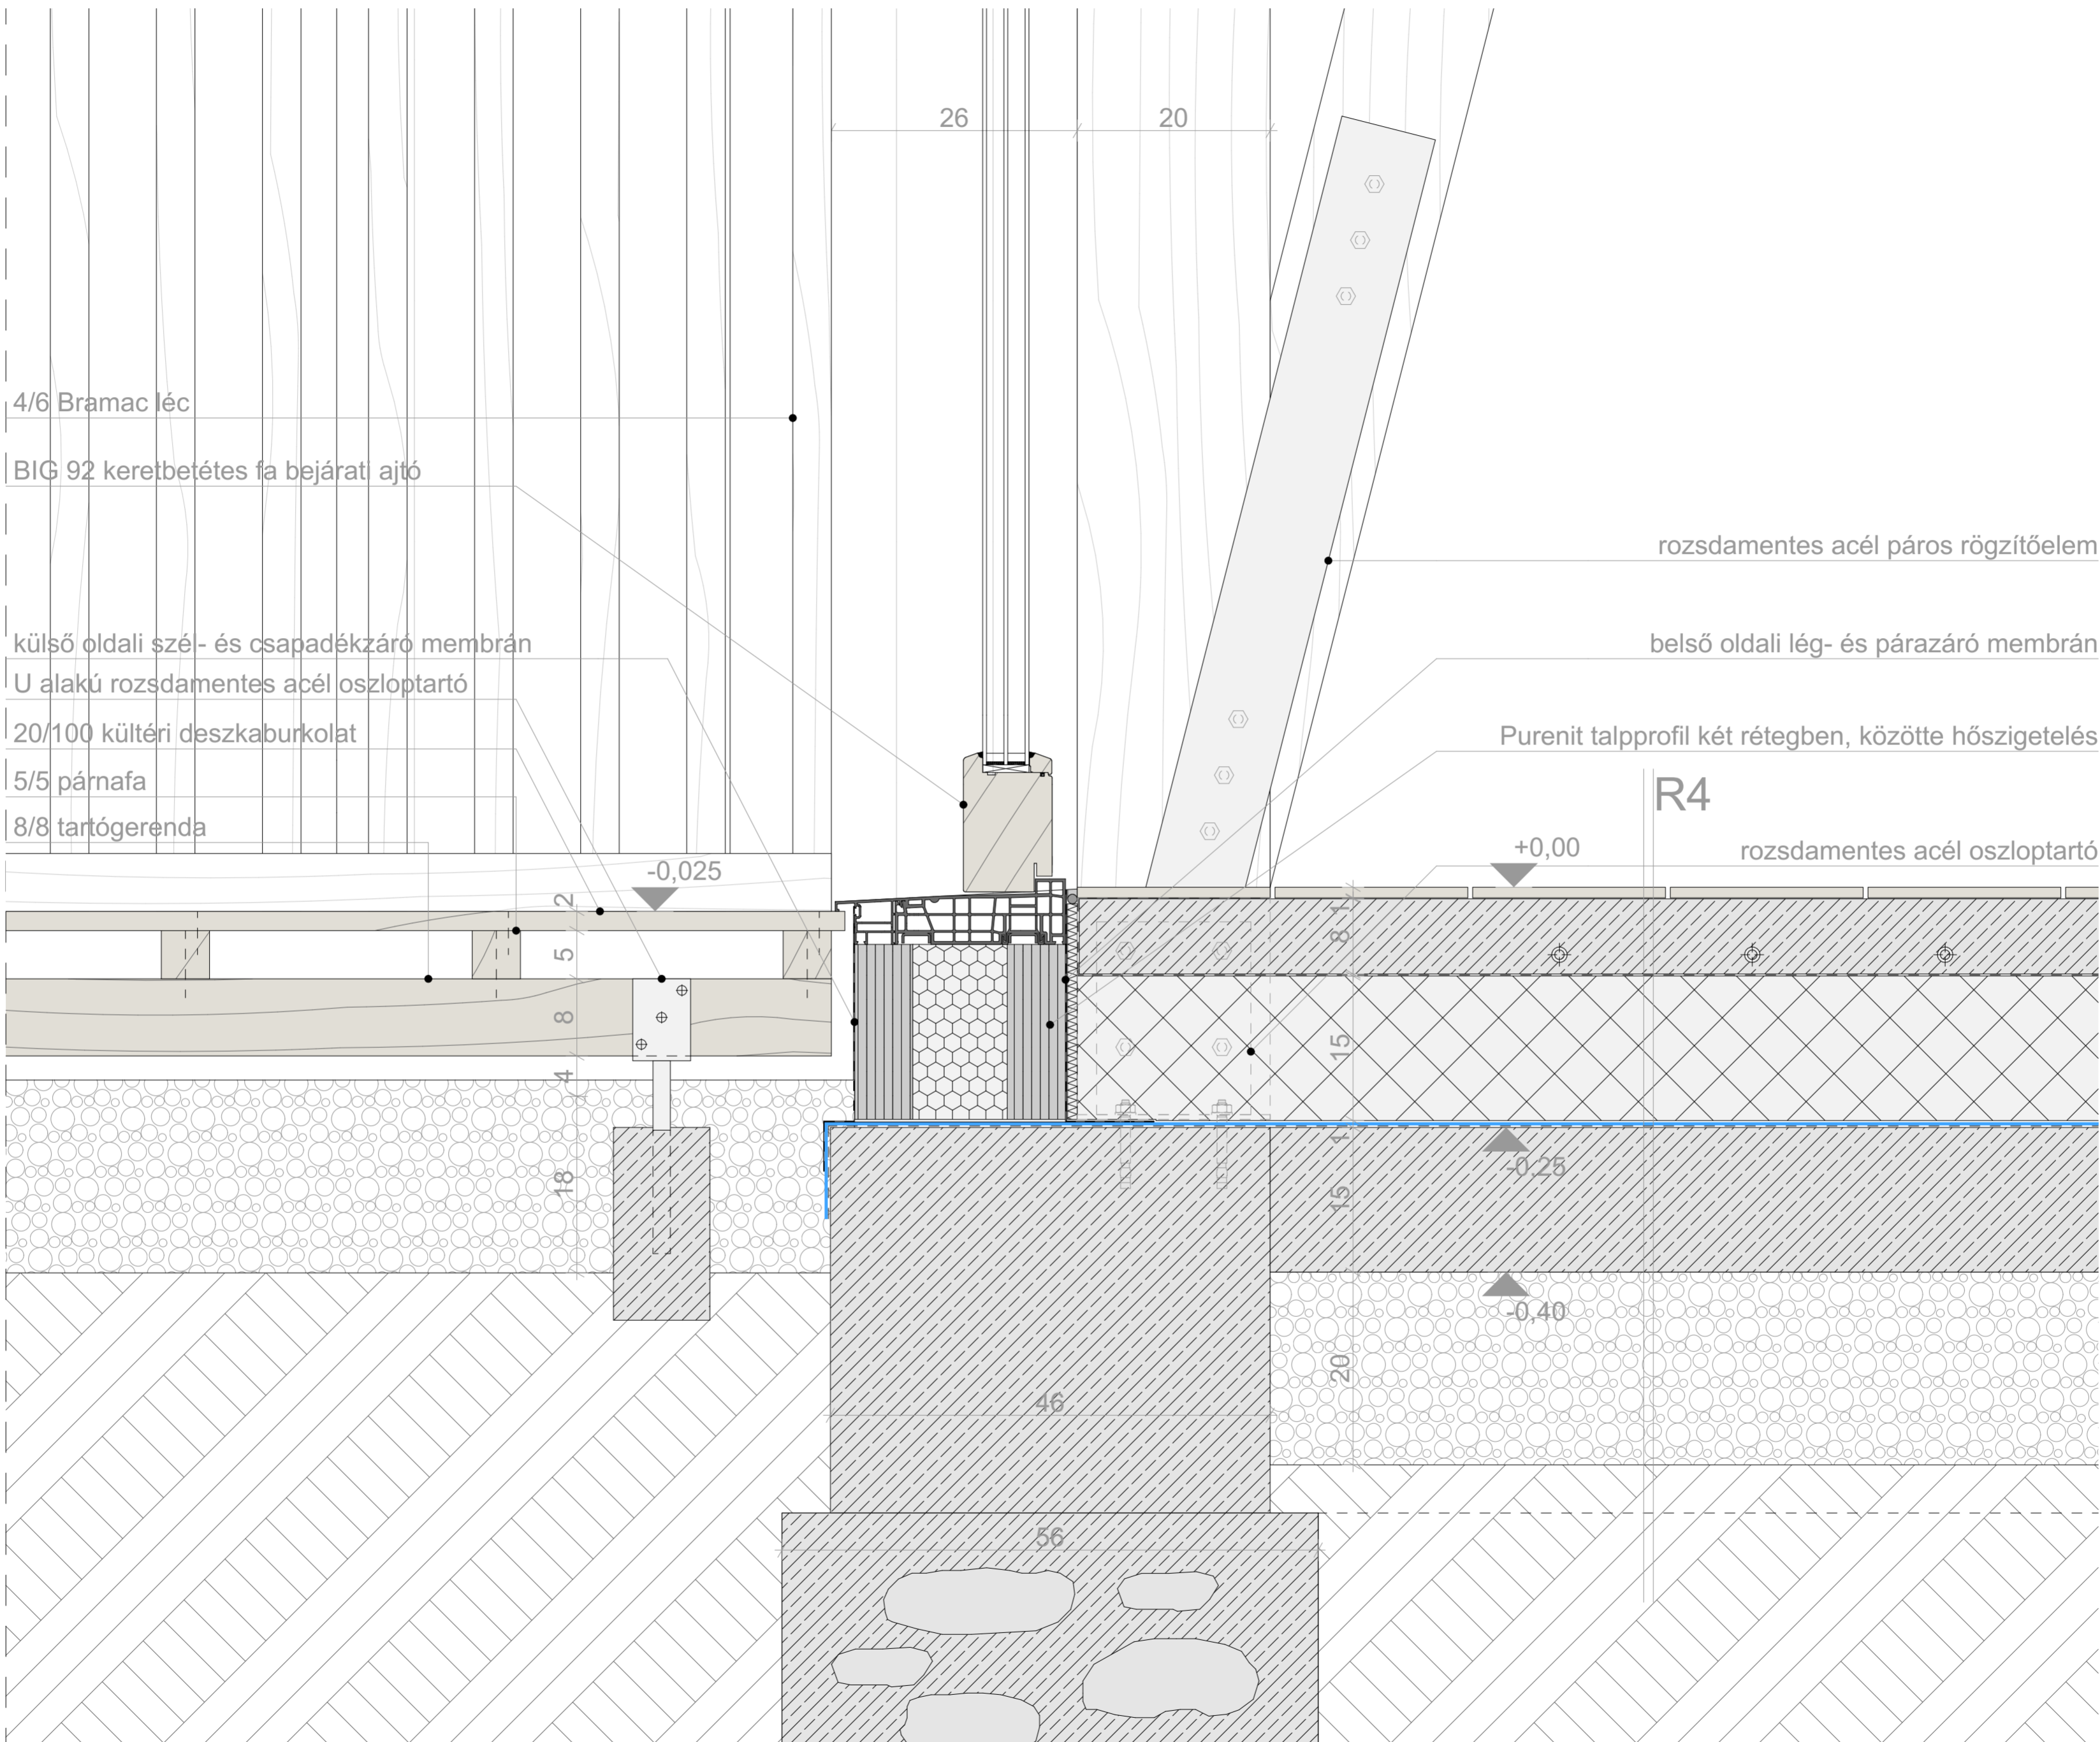 26
20
4/6 Bramac léc
BIG 92 keretbetétes fa bejárati ajtó
rozsdamentes acél páros rögzítőelem
külső oldali szél- és csapadékzáró membrán
belső oldali lég- és párazáró membrán
U alakú rozsdamentes acél oszloptartó
20/100 kültéri deszkaburkolat
Purenit talpprofil két rétegben, közötte hőszigetelés
5/5 párnafa
R4
8/8 tartógerenda
+0,00
rozsdamentes acél oszloptartó
-0,025
2
5
8
4
18
1
8
15
1
15
20
-0,25
-0,40
46
56